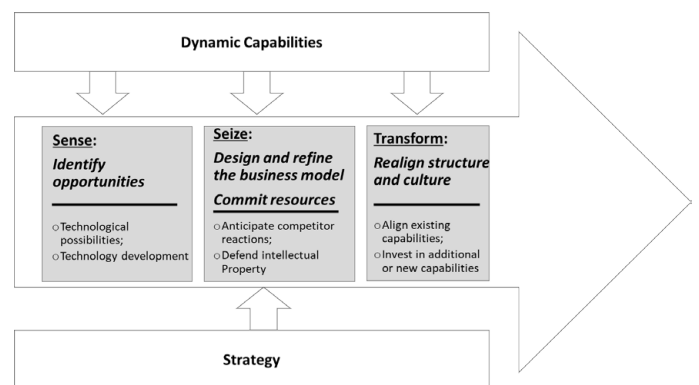 Dynamic Capabilities
Sense:
Identify
opportunities
○Technological
possibilities;
○Technology development
Seize:
Design and refine
the business model
Commit resources
○Anticipate competitor
reactions;
○Defend intellectual
Property
Transform:
Realign structure
and culture
○Align existing
capabilities;
○Invest in additional
or new capabilities
Strategy